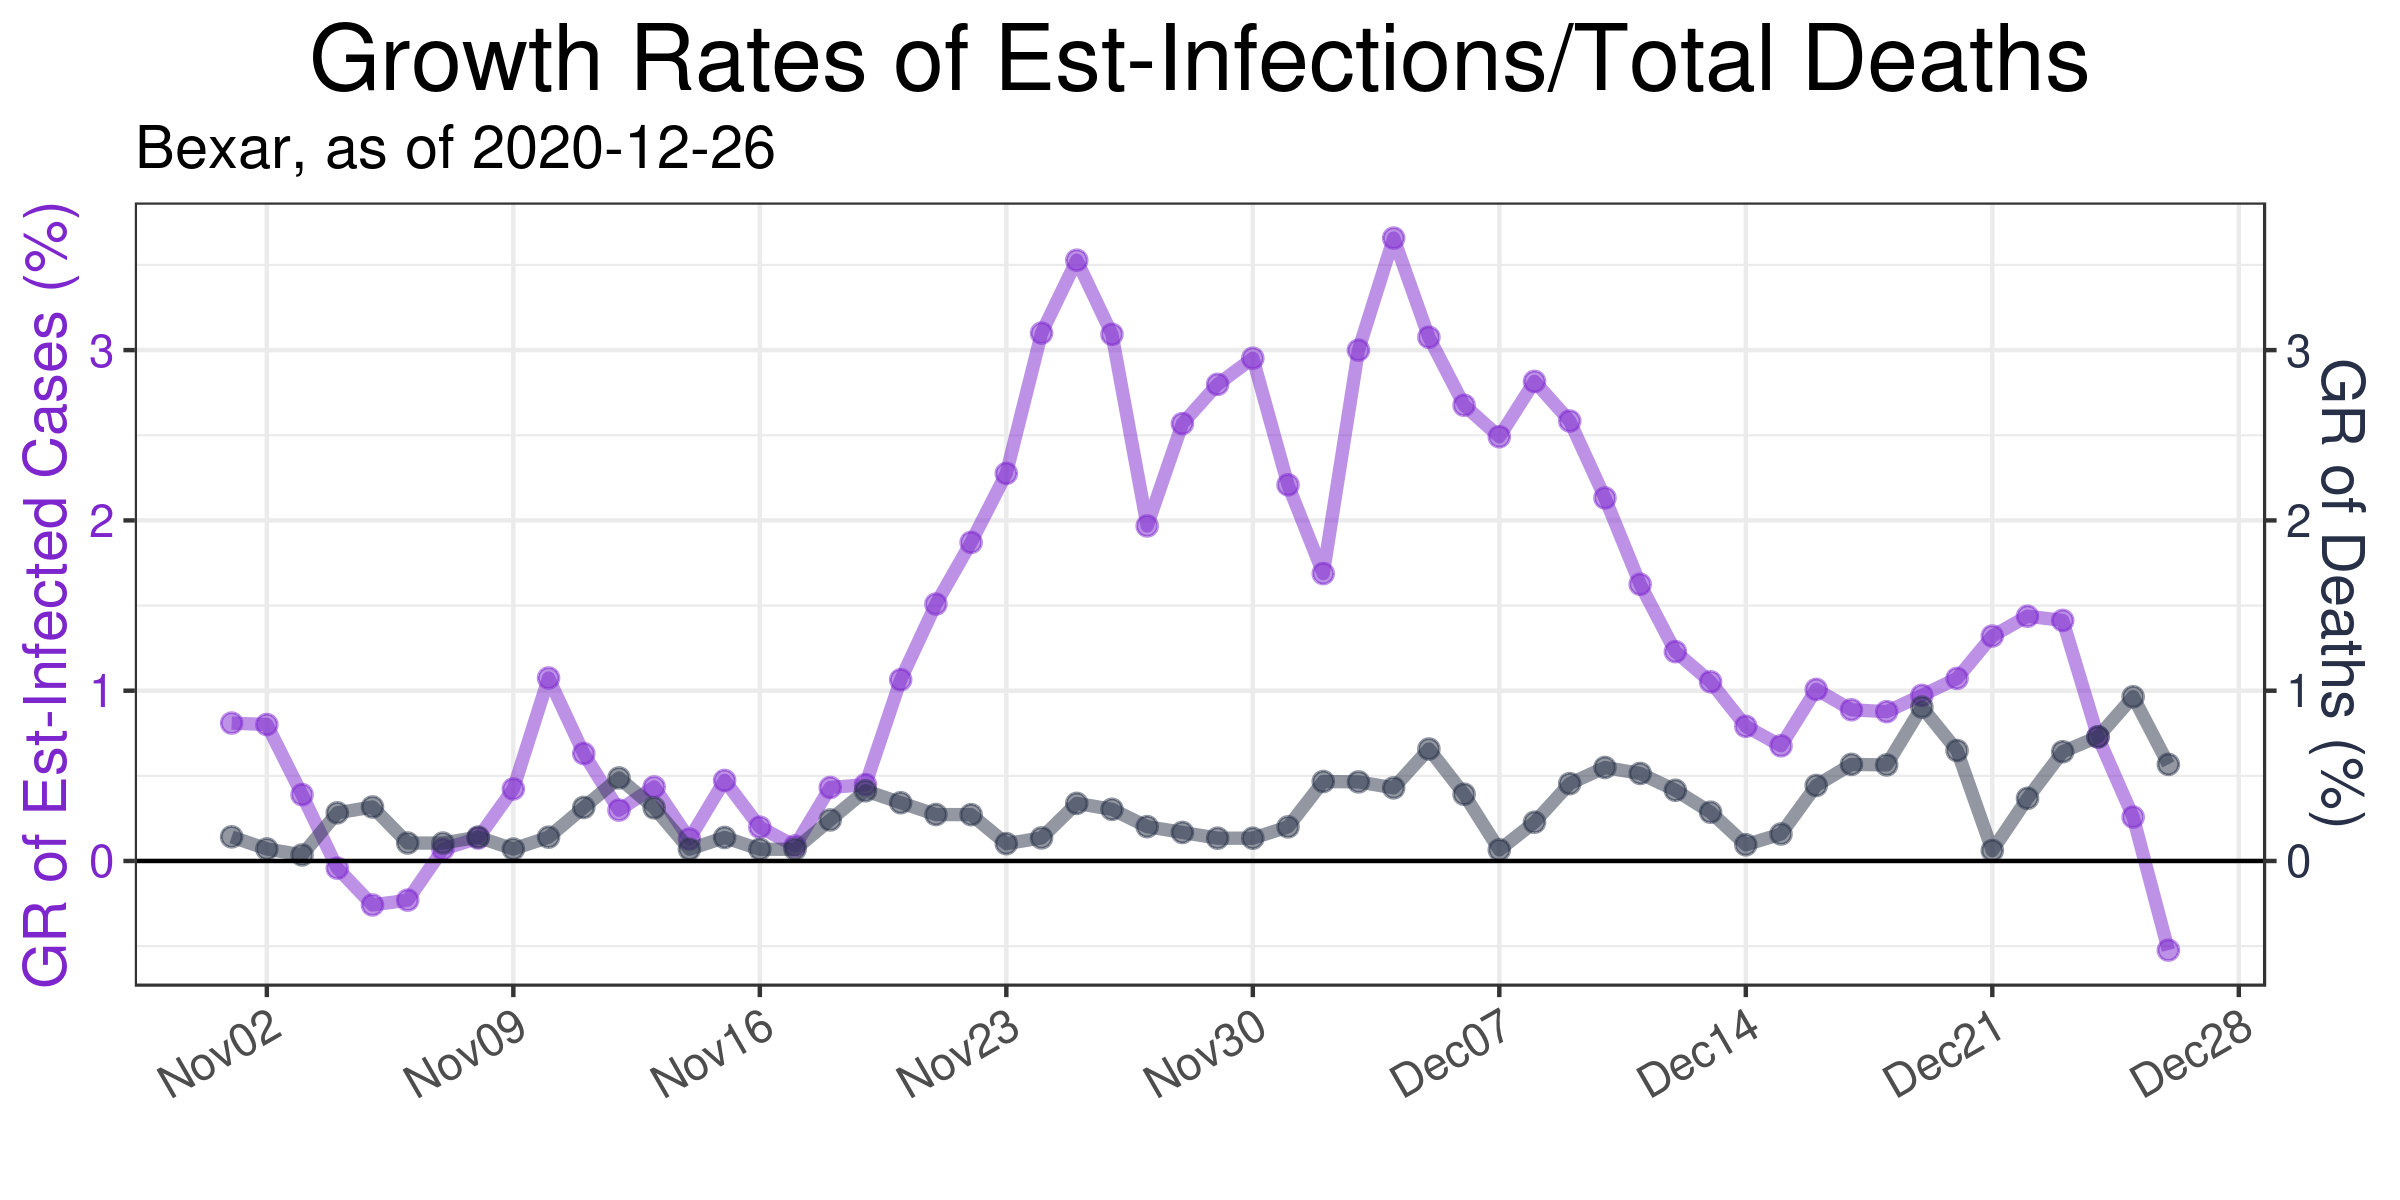 Growth Rates of Est-Infections/Total Deaths
Bexar, as of 2020-12-26
GR of Est-Infected Cases (%)
3
2
1
0
3
2
1
0
GR of Deaths (%)
Nov02
Nov09
Nov16
Nov23
Nov30
Dec07
Dec14
Dec21
Dec28